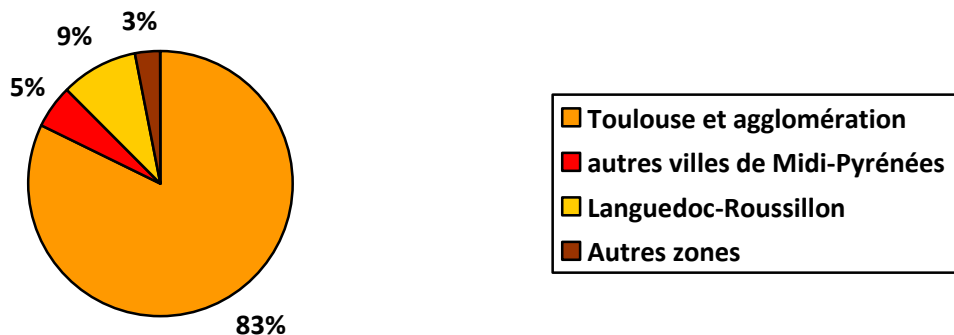 3%
9%
5%
83%
Toulouse et agglomération
autres villes de Midi-Pyrénées
Languedoc-Roussillon
Autres zones